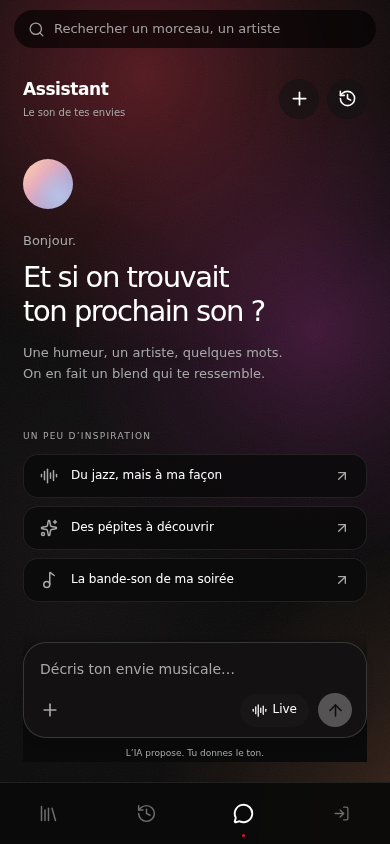 Rechercher un morceau, un artiste
Assistant
Le son de tes envies
Bonjour.
Et si on trouvait
ton prochain son ?
Une humeur, un artiste, quelques mots.
On en fait un blend qui te ressemble.
UN PEU D’INSPIRATION
Du jazz, mais à ma façon
Des pépites à découvrir
La bande-son de ma soirée
Décris ton envie musicale…
Live
L’IA propose. Tu donnes le ton.